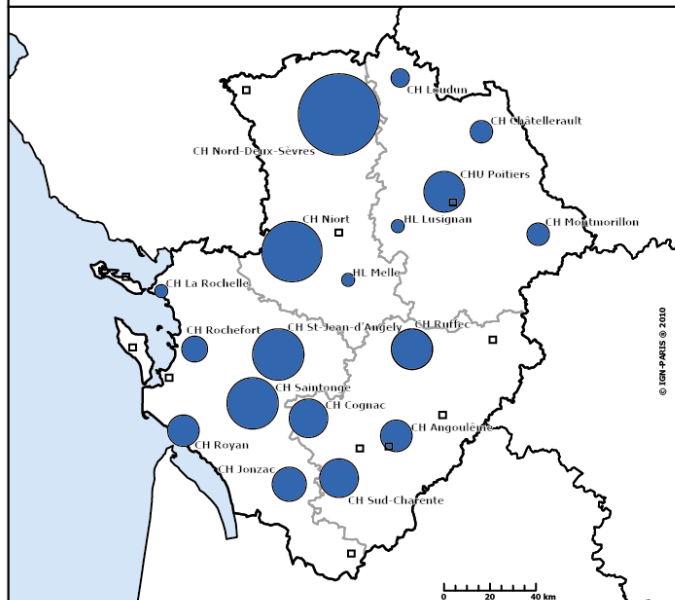 CH Loudun
CH Châtellerault
CH Nord-Deux-Sèvres
CHU Poitiers
CH Niort
HL Lusignan
CH Montmorillon
HL Melle
CH La Rochelle
CH Rochefort
CH St-Jean-d'Angely
CH Ruffec
CH Saintonge
CH Cognac
CH Angoulême
CH Royan
CH Jonzac
CH Sud-Charente
© IGN-PARIS ® 2010
0 20 40 km